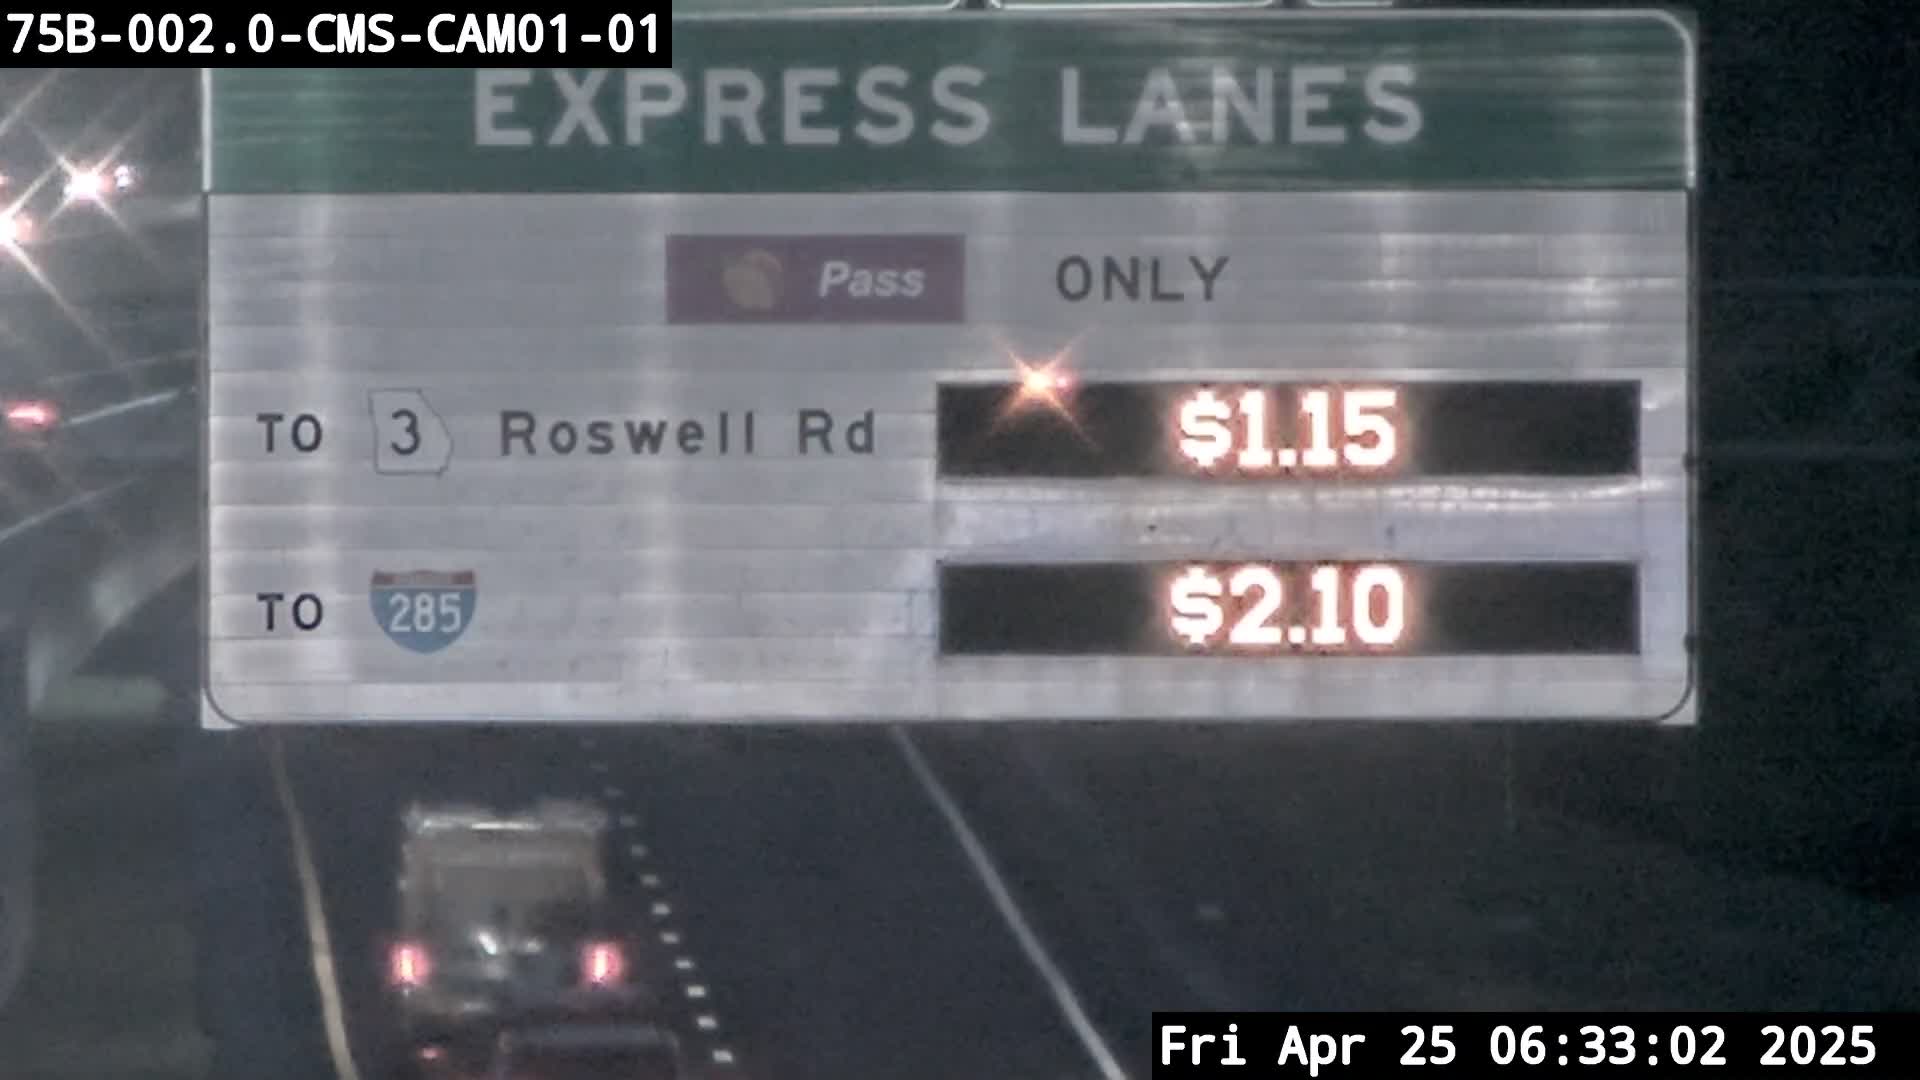 75B-002.0-CMS-CAM01-01
EXPRESS LANES
Pass ONLY
TO 3 Roswell Rd $1.15
TO 285 $2.10
Fri Apr 25 06:33:02 2025